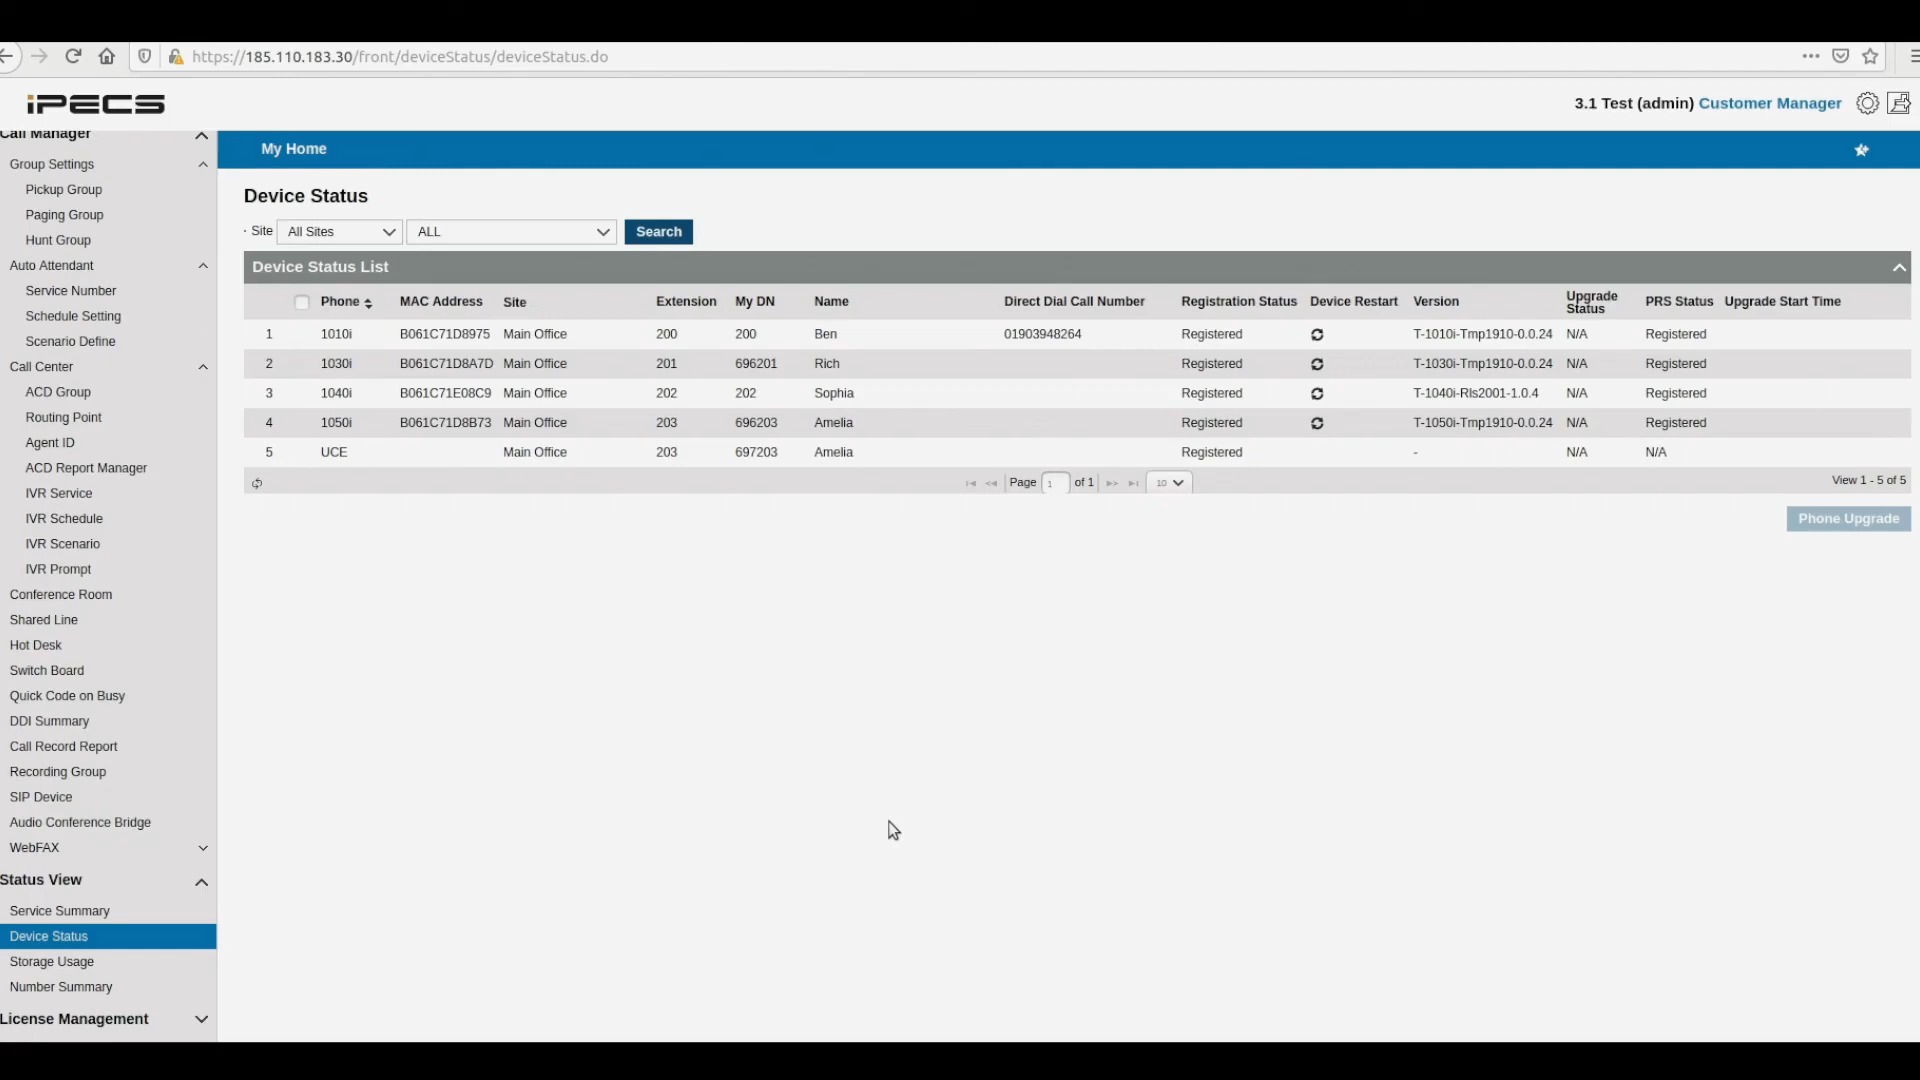 https://185.110.183.30/front/deviceStatus/deviceStatus.do
iPECS
3.1 Test (admin) Customer Manager
Call Manager
Group Settings
Pickup Group
Paging Group
Hunt Group
Auto Attendant
Service Number
Schedule Setting
Scenario Define
Call Center
ACD Group
Routing Point
Agent ID
ACD Report Manager
IVR Service
IVR Schedule
IVR Scenario
IVR Prompt
Conference Room
Shared Line
Hot Desk
Switch Board
Quick Code on Busy
DDI Summary
Call Record Report
Recording Group
SIP Device
Audio Conference Bridge
WebFAX
Status View
Service Summary
Device Status
Storage Usage
Number Summary
License Management
My Home
Device Status
· Site All Sites ALL Search
Device Status List
Phone MAC Address Site Extension My DN Name Direct Dial Call Number Registration Status Device Restart Version Upgrade Status PRS Status Upgrade Start Time
1 1010i B061C71D8975 Main Office 200 200 Ben 01903948264 Registered T-1010i-Tmp1910-0.0.24 N/A Registered
2 1030i B061C71D8A7D Main Office 201 696201 Rich Registered T-1030i-Tmp1910-0.0.24 N/A Registered
3 1040i B061C71E08C9 Main Office 202 202 Sophia Registered T-1040i-Rls2001-1.0.4 N/A Registered
4 1050i B061C71D8B73 Main Office 203 696203 Amelia Registered T-1050i-Tmp1910-0.0.24 N/A Registered
5 UCE Main Office 203 697203 Amelia Registered - N/A N/A
Page 1 of 1 10 View 1 - 5 of 5
Phone Upgrade